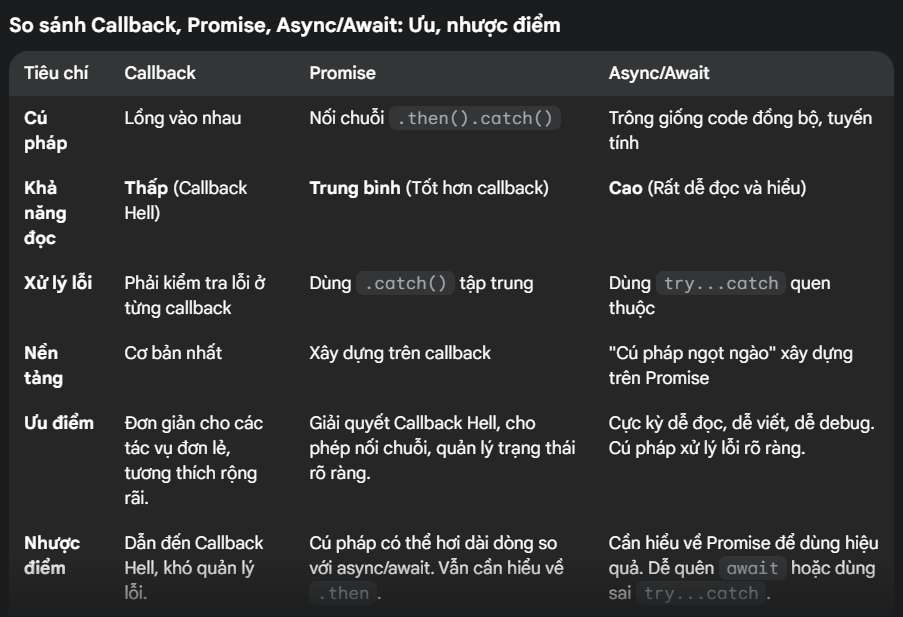 So sánh Callback, Promise, Async/Await: Ưu, nhược điểm
Tiêu chí Callback Promise Async/Await
Cú pháp Lồng vào nhau Nối chuỗi .then().catch() Trông giống code đồng bộ, tuyến tính
Khả năng đọc Thấp (Callback Hell) Trung bình (Tốt hơn callback) Cao (Rất dễ đọc và hiểu)
Xử lý lỗi Phải kiểm tra lỗi ở từng callback Dùng .catch() tập trung Dùng try...catch quen thuộc
Nền tảng Cơ bản nhất Xây dựng trên callback "Cú pháp ngọt ngào" xây dựng trên Promise
Ưu điểm Đơn giản cho các tác vụ đơn lẻ, tương thích rộng rãi. Giải quyết Callback Hell, cho phép nối chuỗi, quản lý trạng thái rõ ràng. Cực kỳ dễ đọc, dễ viết, dễ debug. Cú pháp xử lý lỗi rõ ràng.
Nhược điểm Dẫn đến Callback Hell, khó quản lý lỗi. Cú pháp có thể hơi dài dòng so với async/await. Vẫn cần hiểu về .then. Cần hiểu về Promise để dùng hiệu quả. Dễ quên await hoặc dùng sai try...catch.